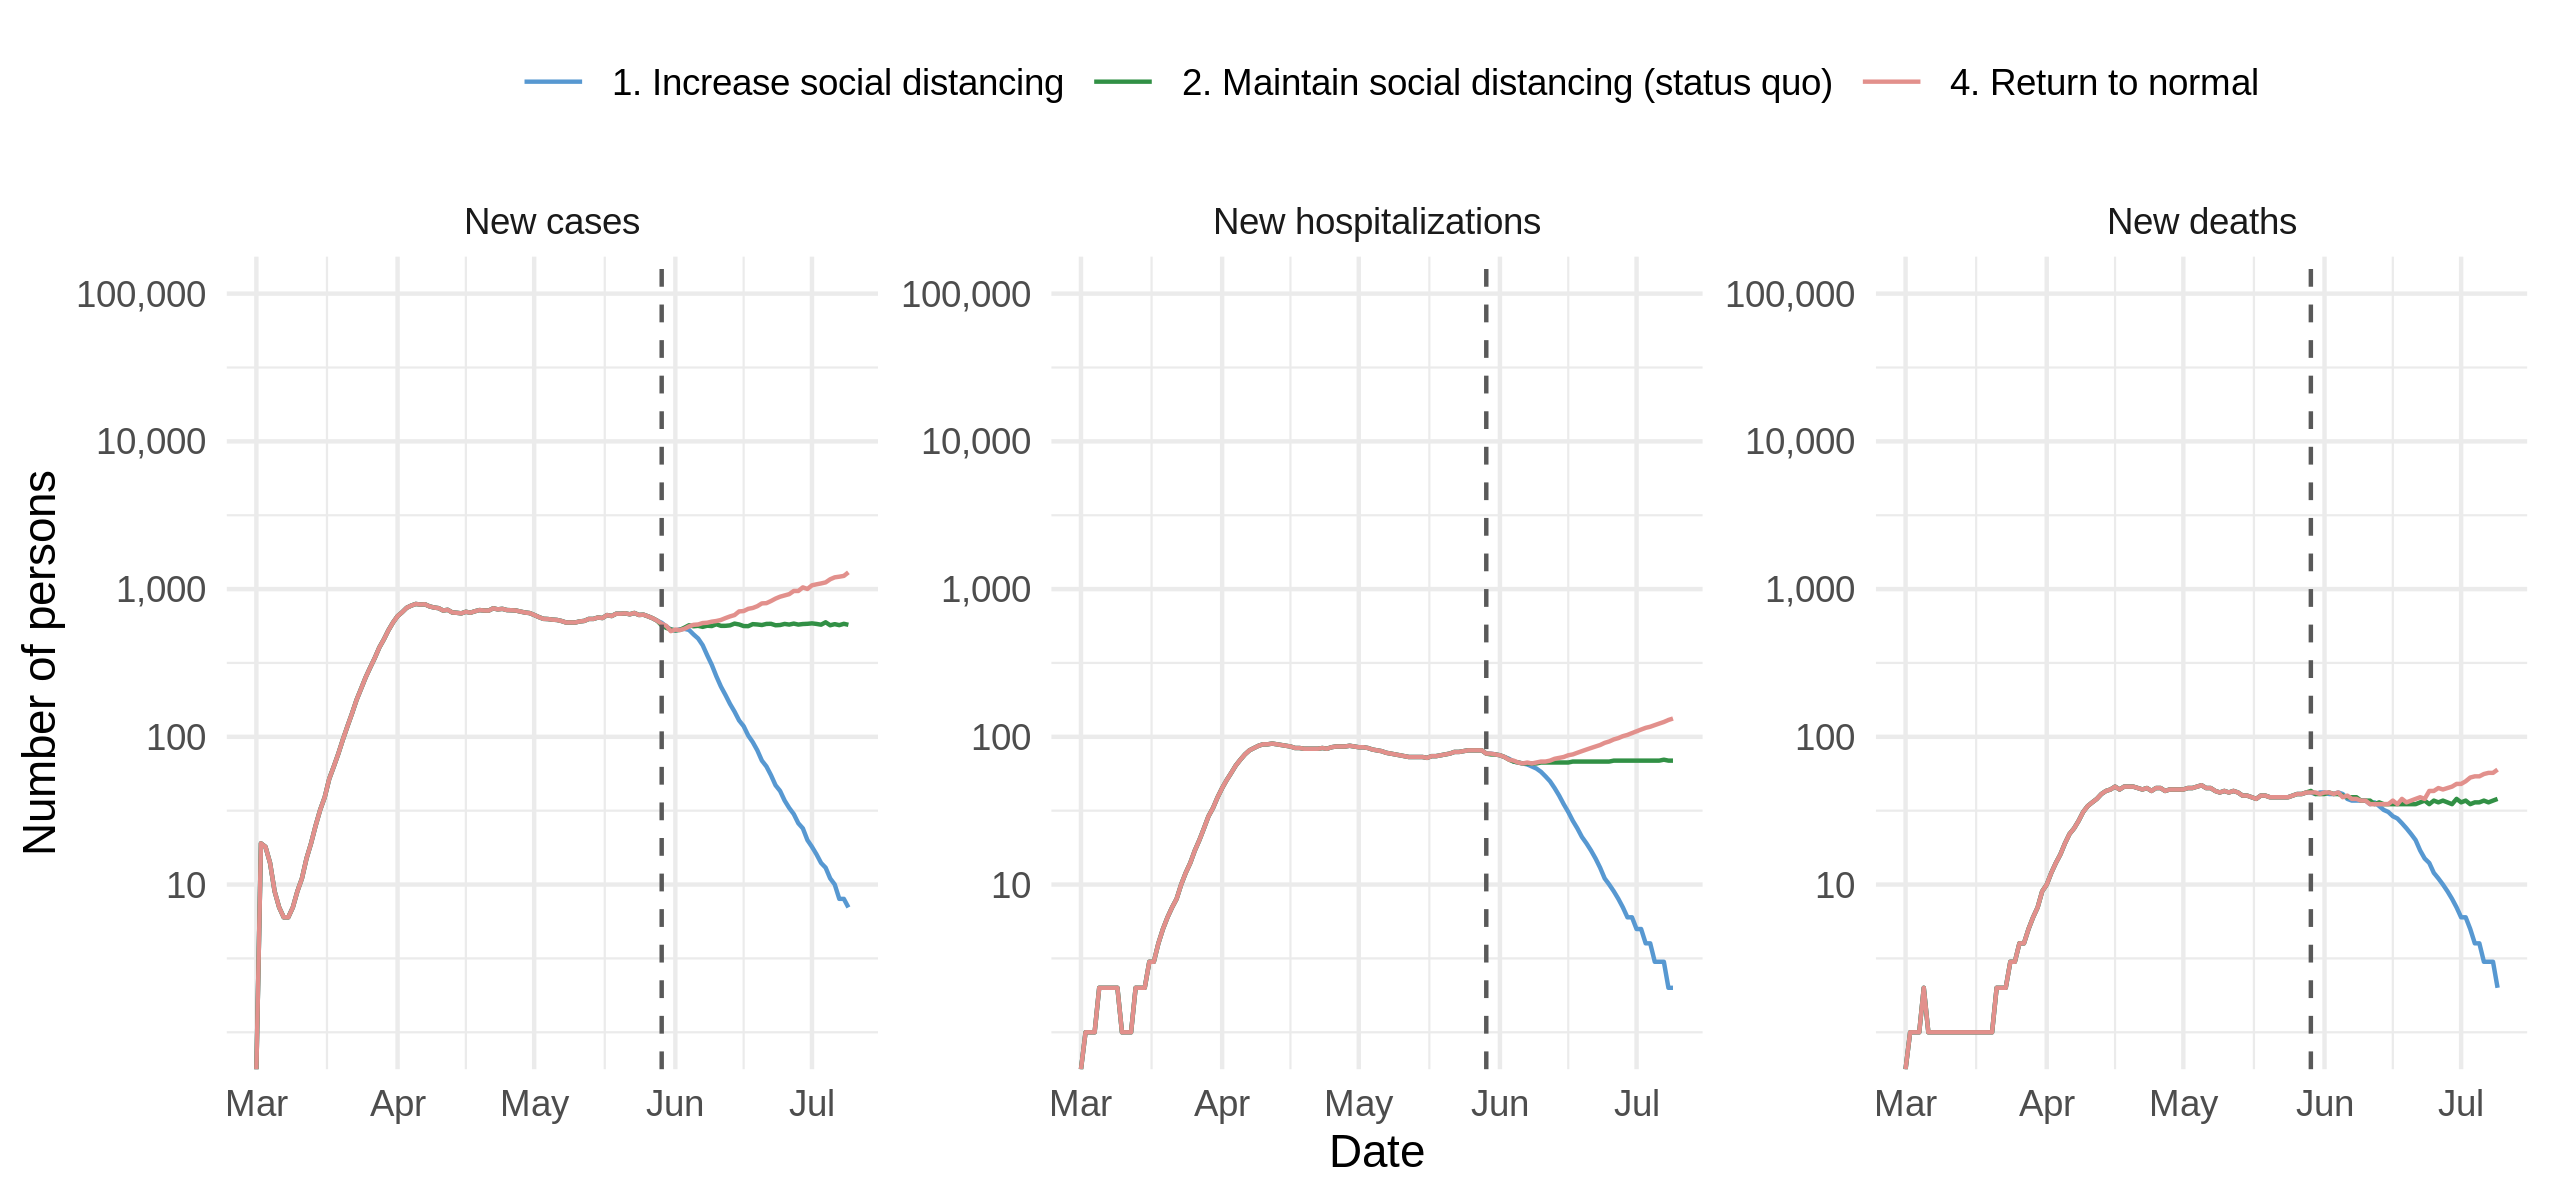 1. Increase social distancing 2. Maintain social distancing (status quo) 4. Return to normal
New cases New hospitalizations New deaths
100,000 100,000 100,000
10,000 10,000 10,000
1,000 1,000 1,000
100 100 100
10 10 10
Number of persons
Mar Apr May Jun Jul Mar Apr May Jun Jul Mar Apr May Jun Jul
Date